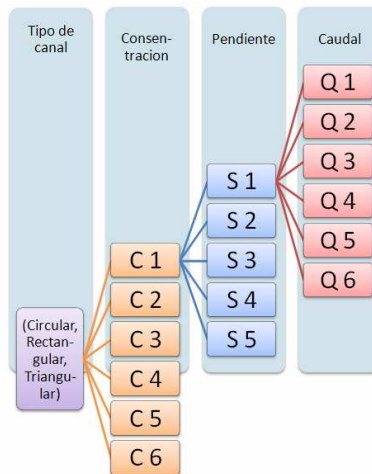 Tipo de
canal
Consen-
tracion
Pendiente
Caudal
(Circular,
Rectan-
gular,
Triangu-
lar)
C 1
C 2
C 3
C 4
C 5
C 6
S 1
S 2
S 3
S 4
S 5
Q 1
Q 2
Q 3
Q 4
Q 5
Q 6